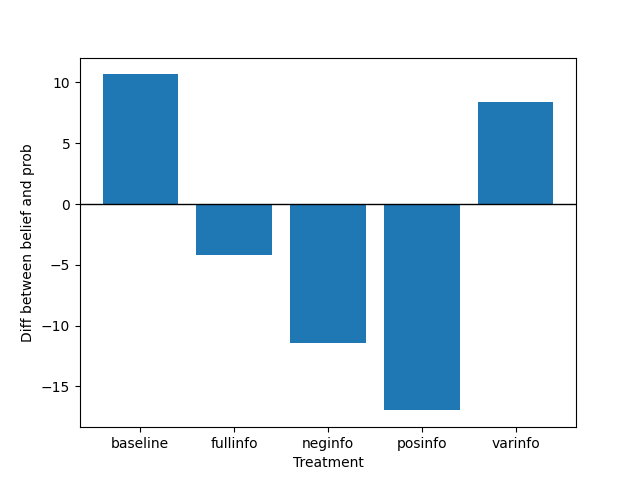 Diff between belief and prob
10
5
0
−5
−10
−15
baseline fullinfo neginfo posinfo varinfo
Treatment